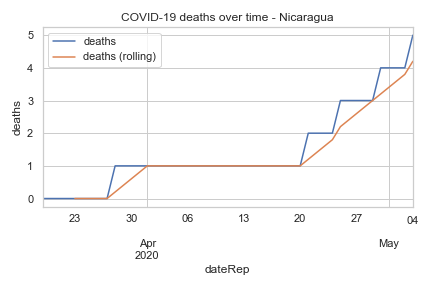 COVID-19 deaths over time - Nicaragua
deaths
deaths (rolling)
5
4
3
2
1
0
deaths
23
30
06
13
20
27
04
Apr
2020
May
dateRep